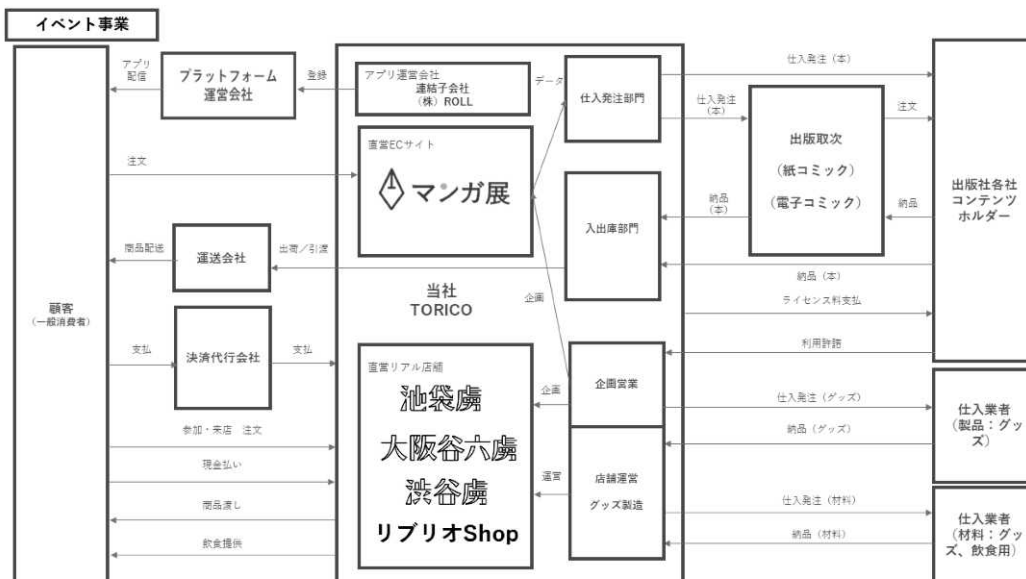 イベント事業
アプリ
配信
プラットフォーム
運営会社
登録
アプリ運営会社
連結子会社
(株) ROLL
データ
仕入発注部門
仕入発注(本)
仕入発注
(本)
注文
出版取次
(紙コミック)
(電子コミック)
出版社各社
コンテンツ
ホルダー
注文
直営ECサイト
マンガ展
納品
(本)
納品
入出庫部門
商品配送
運送会社
出荷/引渡
納品(本)
当社
TORICO
企画
ライセンス料支払
顧客
(一般消費者)
支払
決済代行会社
支払
利用許諾
直営リアル店舗
池袋虜
大阪谷六虜
渋谷虜
リブリオShop
企画
企画営業
仕入発注(グッズ)
納品(グッズ)
仕入業者
(製品:グッ
ズ)
参加・来店 注文
現金払い
商品渡し
飲食提供
運営
店舗運営
グッズ製造
仕入発注(材料)
納品(材料)
仕入業者
(材料:グッ
ズ、飲食用)